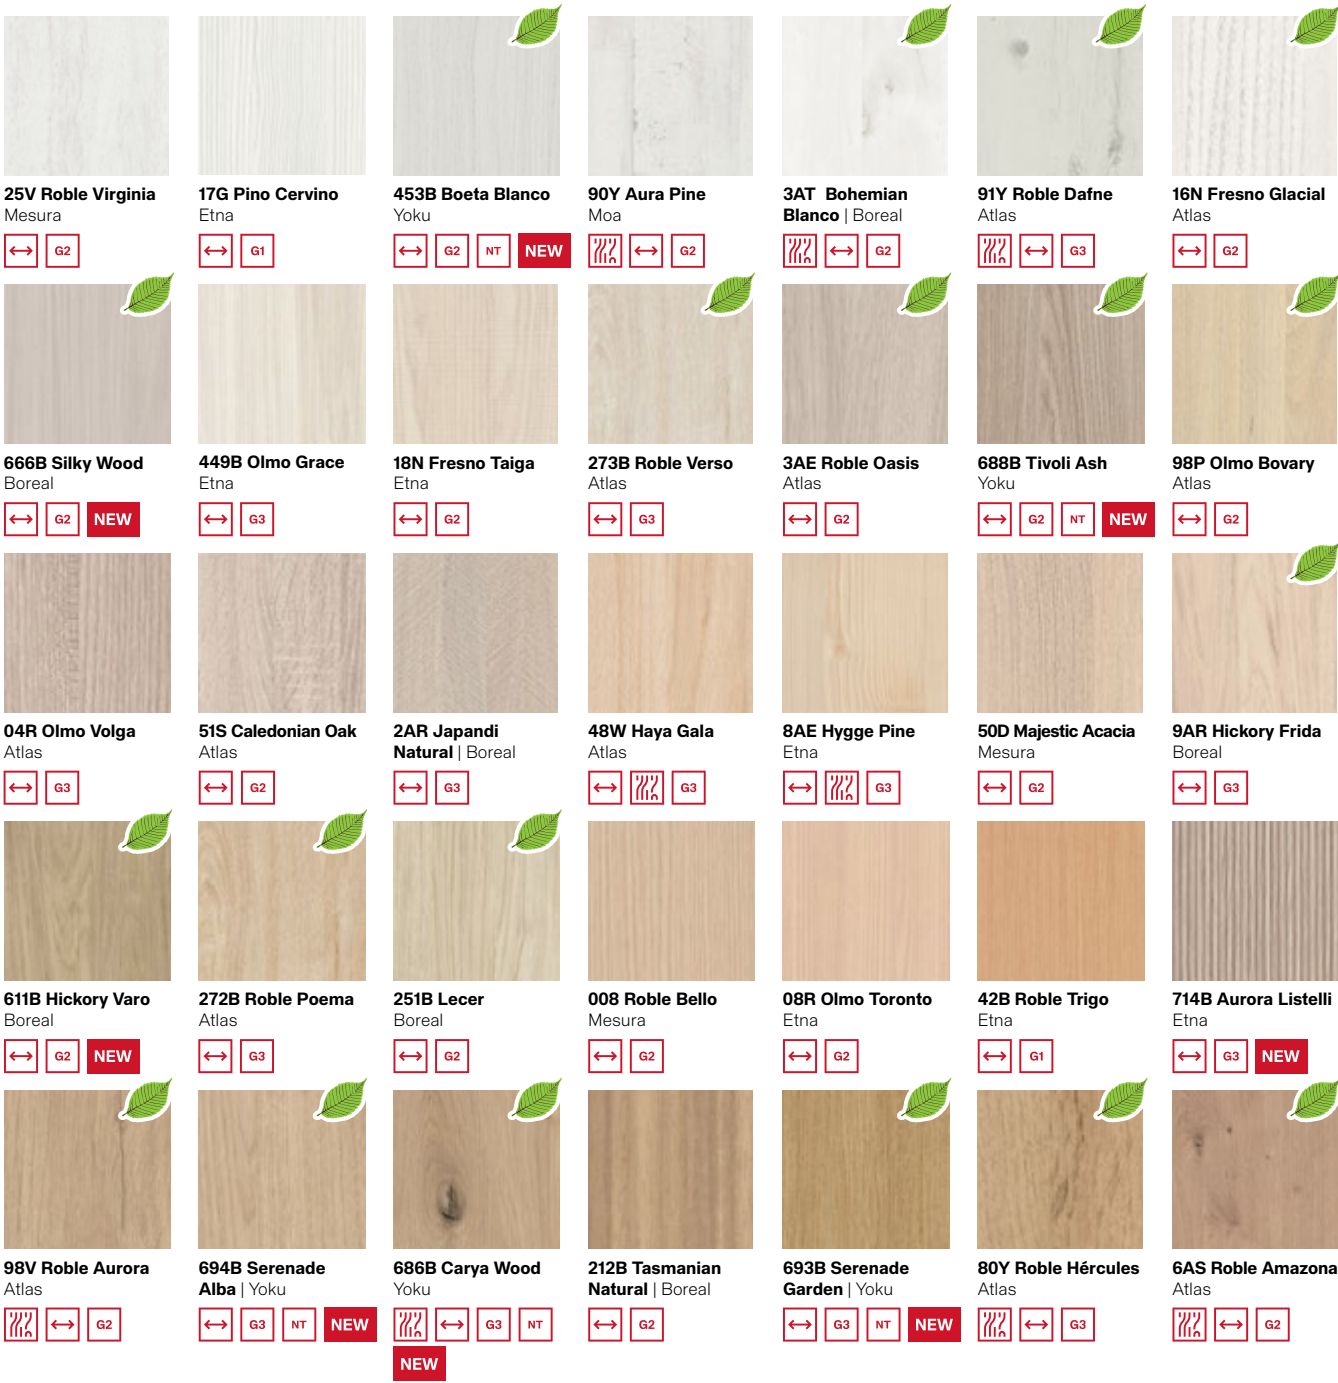 25V Roble Virginia
Mesura
G2
17G Pino Cervino
Etna
G1
453B Boeta Blanco
Yoku
G2 NT NEW
90Y Aura Pine
Moa
G2
3AT Bohemian
Blanco | Boreal
G2
91Y Roble Dafne
Atlas
G3
16N Fresno Glacial
Atlas
G2
666B Silky Wood
Boreal
G2 NEW
449B Olmo Grace
Etna
G3
18N Fresno Taiga
Etna
G2
273B Roble Verso
Atlas
G3
3AE Roble Oasis
Atlas
G2
688B Tivoli Ash
Yoku
G2 NT NEW
98P Olmo Bovary
Atlas
G2
04R Olmo Volga
Atlas
G3
51S Caledonian Oak
Atlas
G2
2AR Japandi
Natural | Boreal
G3
48W Haya Gala
Atlas
G3
8AE Hygge Pine
Etna
G3
50D Majestic Acacia
Mesura
G2
9AR Hickory Frida
Boreal
G3
611B Hickory Varo
Boreal
G2 NEW
272B Roble Poema
Atlas
G3
251B Lecer
Boreal
G2
008 Roble Bello
Mesura
G2
08R Olmo Toronto
Etna
G2
42B Roble Trigo
Etna
G1
714B Aurora Listelli
Etna
G3 NEW
98V Roble Aurora
Atlas
G2
694B Serenade
Alba | Yoku
G3 NT NEW
686B Carya Wood
Yoku
G3 NT
NEW
212B Tasmanian
Natural | Boreal
G2
693B Serenade
Garden | Yoku
G3 NT NEW
80Y Roble Hércules
Atlas
G3
6AS Roble Amazona
Atlas
G2